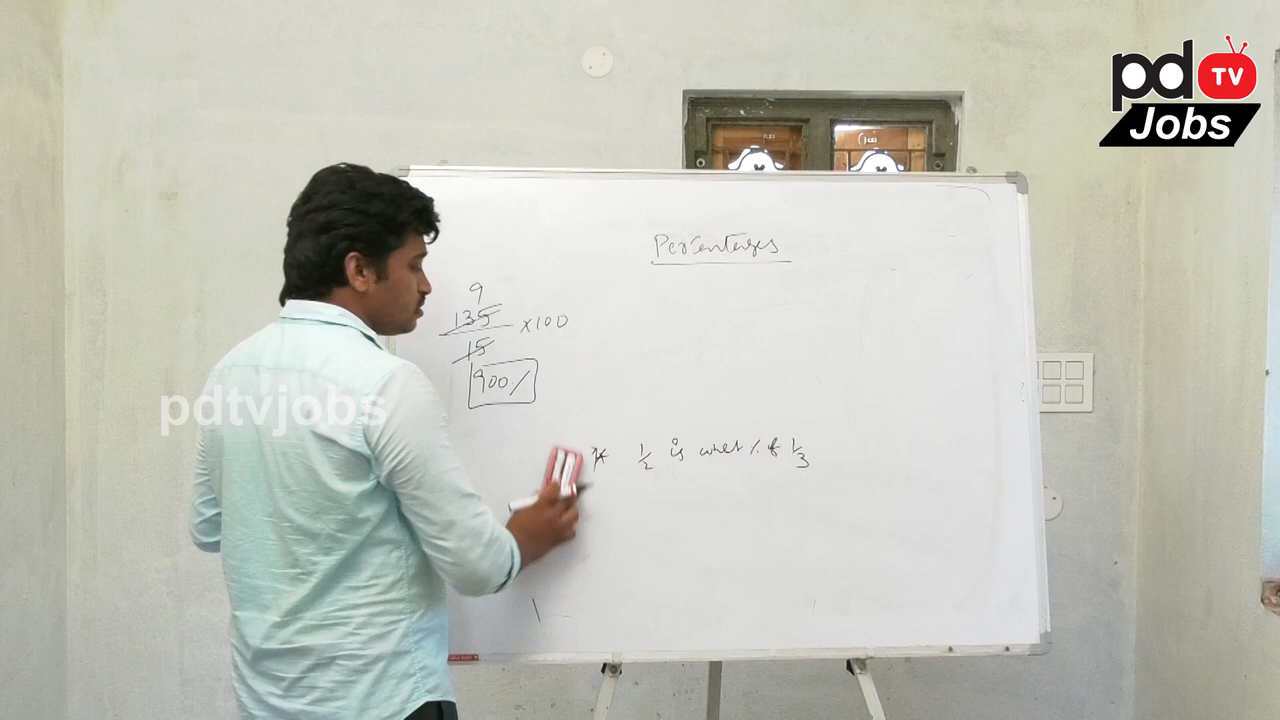 pd TV
Jobs
Percentages
9
135
x100
15
900%
pdtvjobs
* 1/2 is what % of 1/3